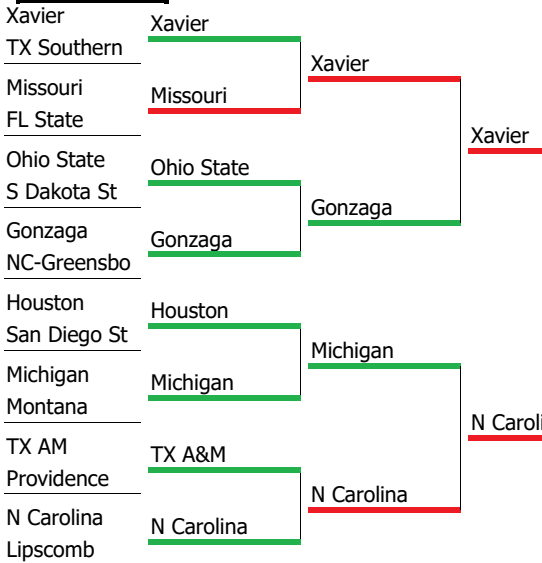 Xavier
TX Southern
Missouri
FL State
Ohio State
S Dakota St
Gonzaga
NC-Greensbo
Houston
San Diego St
Michigan
Montana
TX AM
Providence
N Carolina
Lipscomb
Xavier
Missouri
Ohio State
Gonzaga
Houston
Michigan
TX A&M
N Carolina
Xavier
Gonzaga
Michigan
N Carolina
Xavier
N Caroli